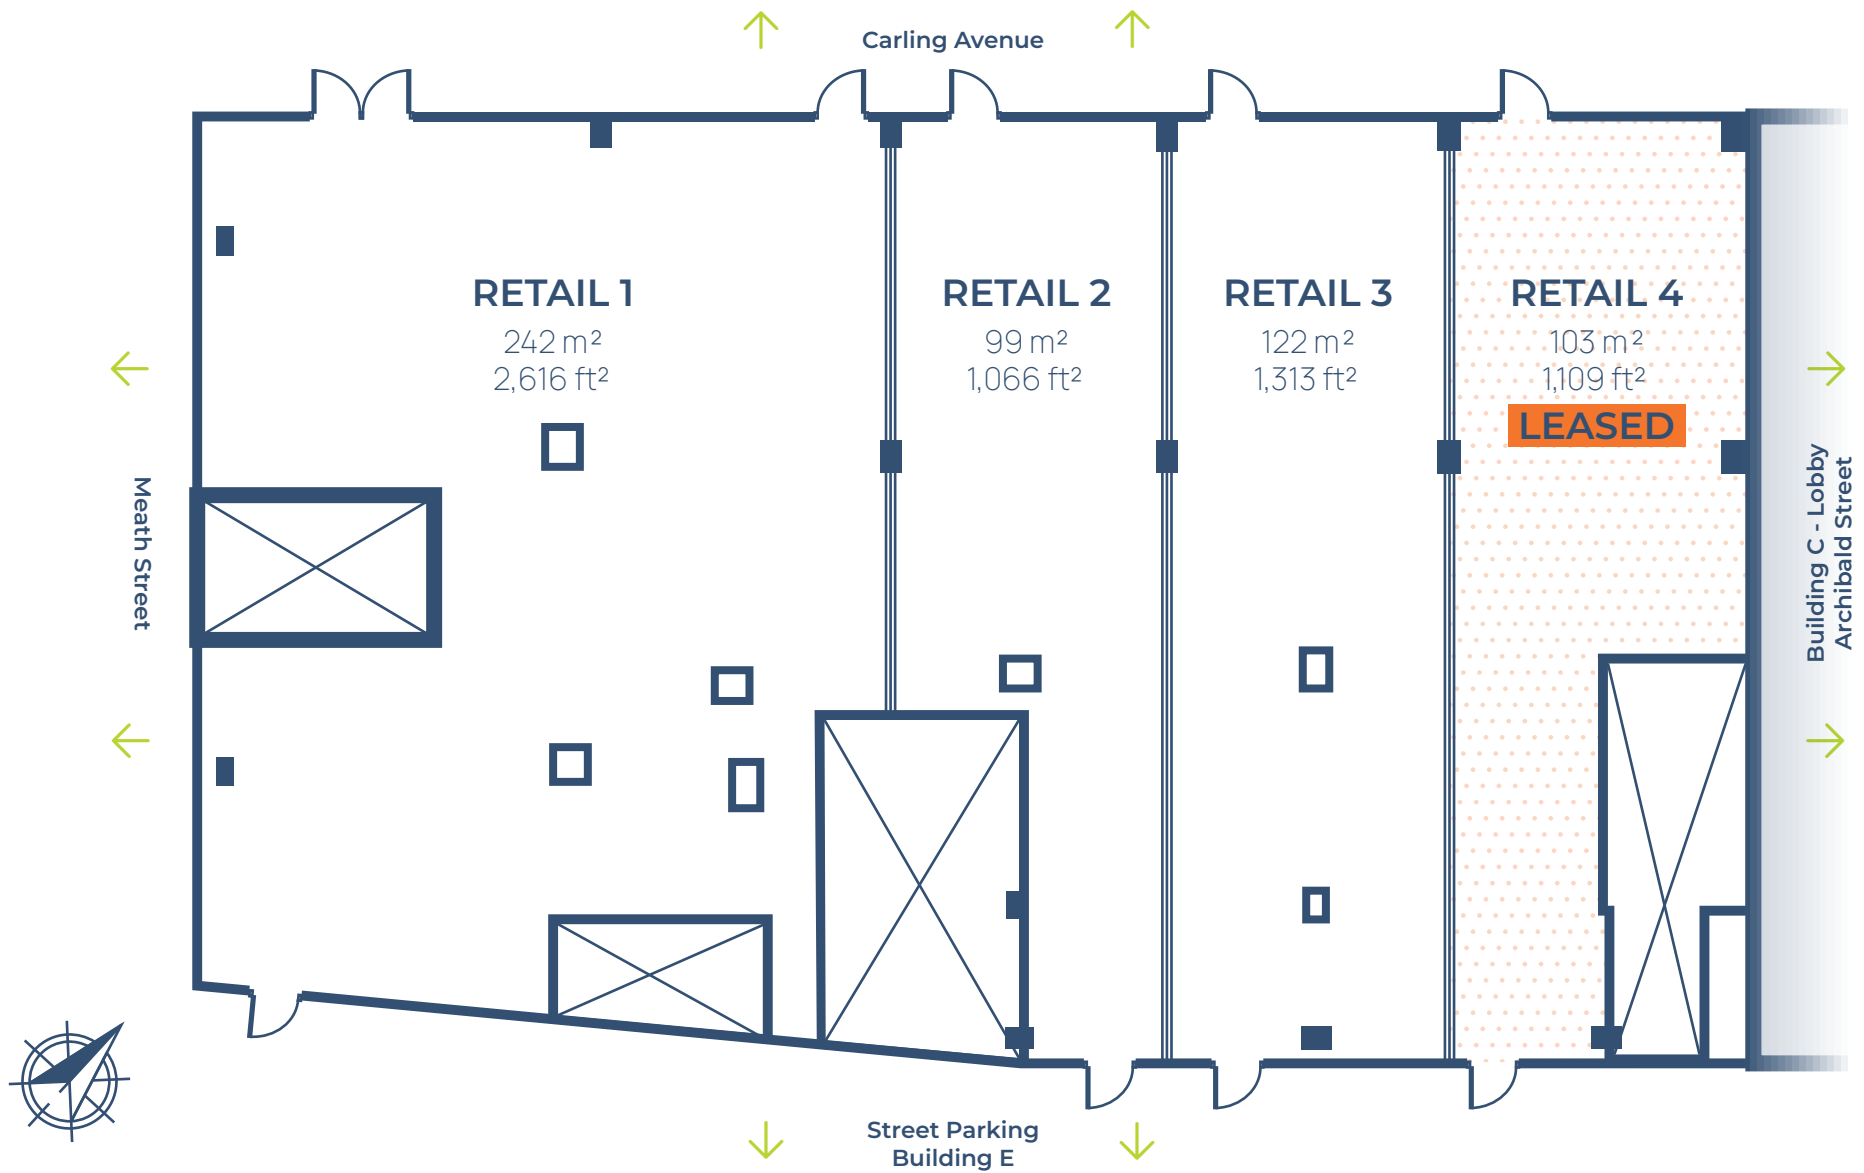 Carling Avenue
RETAIL 1
242 m²
2,616 ft²
RETAIL 2
99 m²
1,066 ft²
RETAIL 3
122 m²
1,313 ft²
RETAIL 4
103 m²
1,109 ft²
LEASED
Meath Street
Building C - Lobby
Archibald Street
Street Parking
Building E